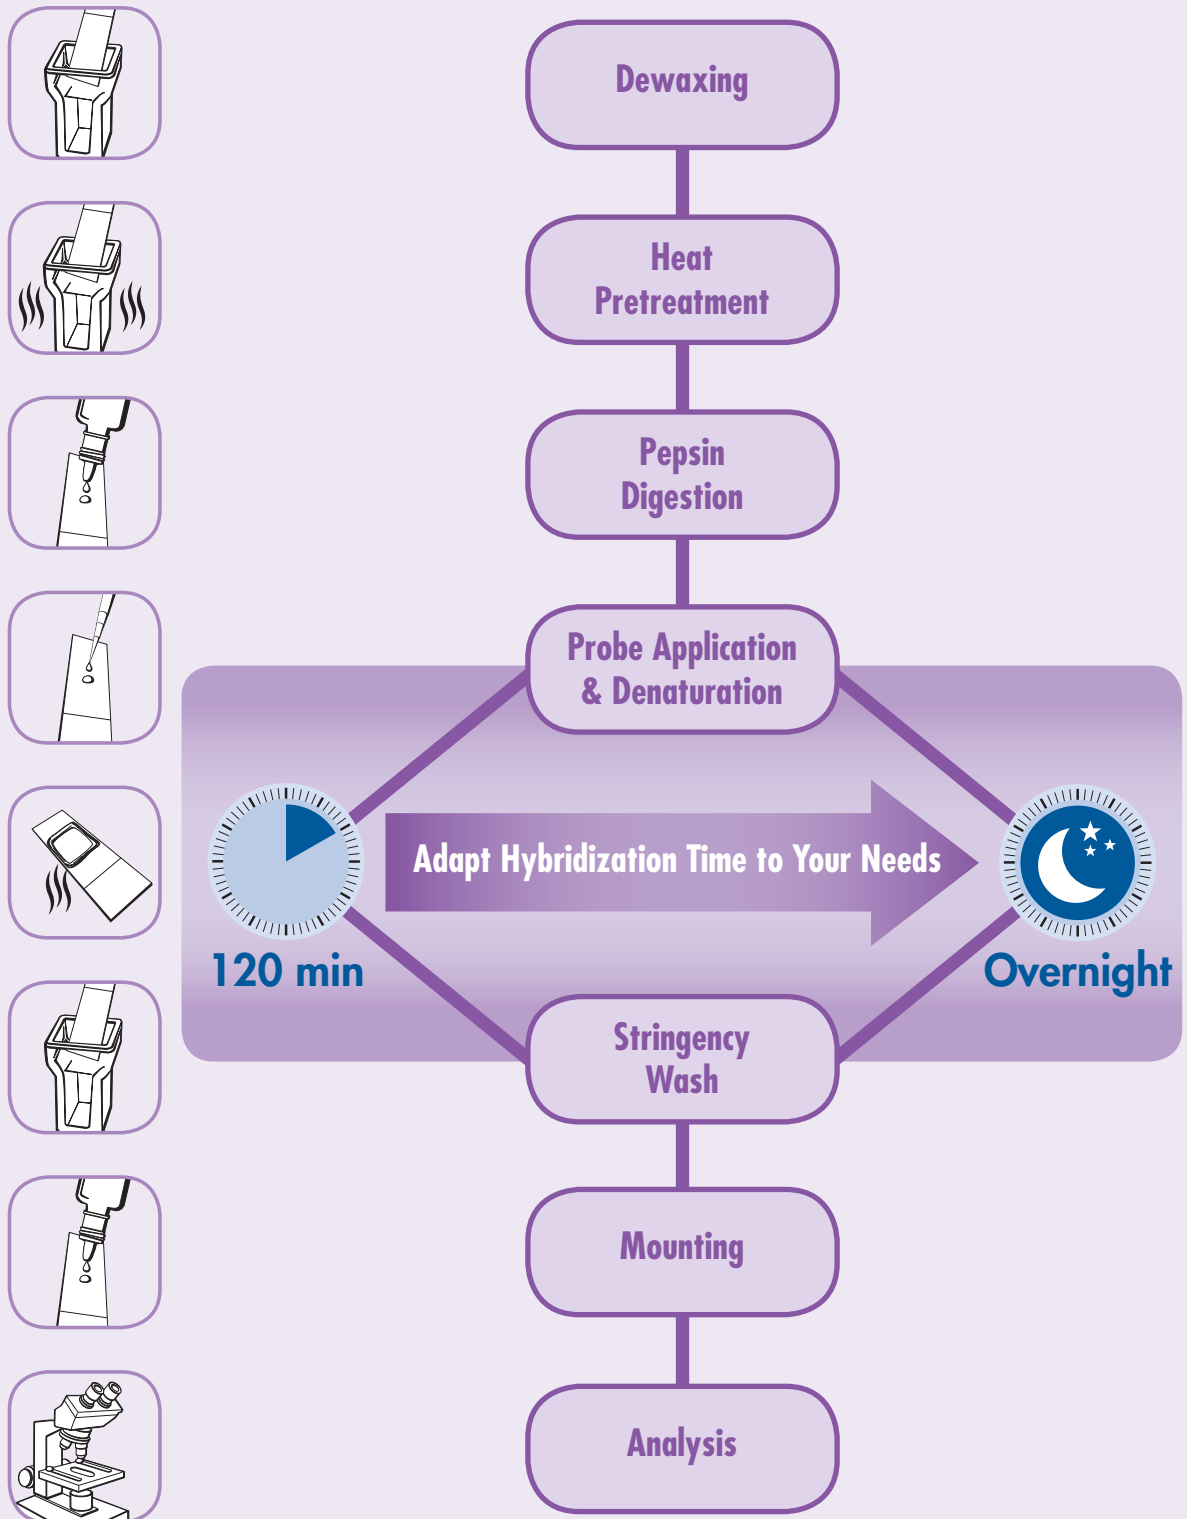 Dewaxing
Heat
Pretreatment
Pepsin
Digestion
Probe Application
& Denaturation
Adapt Hybridization Time to Your Needs
120 min
Overnight
Stringency
Wash
Mounting
Analysis